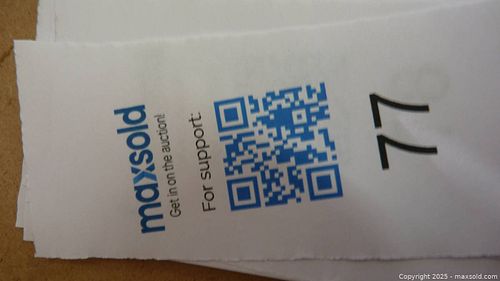 maxsold
Get in on the auction!
For support:
77
Copyright © 2025 - maxsold.com